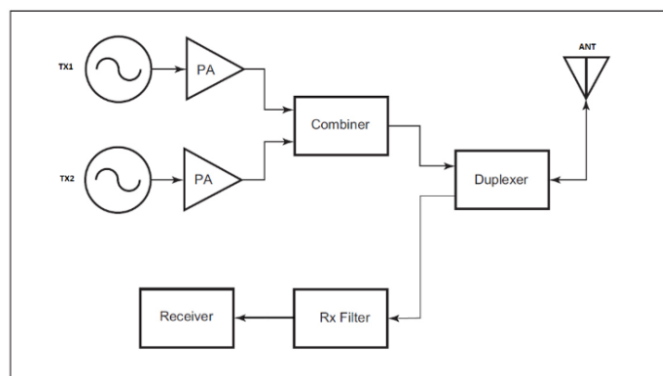 TX1
PA
ANT
Combiner
TX2
PA
Duplexer
Receiver
Rx Filter